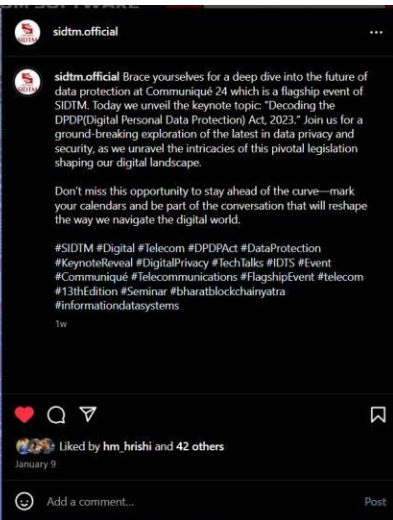 sidtm.official
sidtm.official Brace yourselves for a deep dive into the future of
data protection at Communiqué 24 which is a flagship event of
SIDTM. Today we unveil the keynote topic: "Decoding the
DPDP(Digital Personal Data Protection) Act, 2023." Join us for a
ground-breaking exploration of the latest in data privacy and
security, as we unravel the intricacies of this pivotal legislation
shaping our digital landscape.
Don't miss this opportunity to stay ahead of the curve—mark
your calendars and be part of the conversation that will reshape
the way we navigate the digital world.
#SIDTM #Digital #Telecom #DPDPAct #DataProtection
#KeynoteReveal #DigitalPrivacy #TechTalks #IDTS #Event
#Communiqué #Telecommunications #FlagshipEvent #telecom
#13thEdition #Seminar #bharatblockchainyatra
#informationdatasystems
1w
Liked by hm_hrishi and 42 others
January 9
Add a comment...
Post